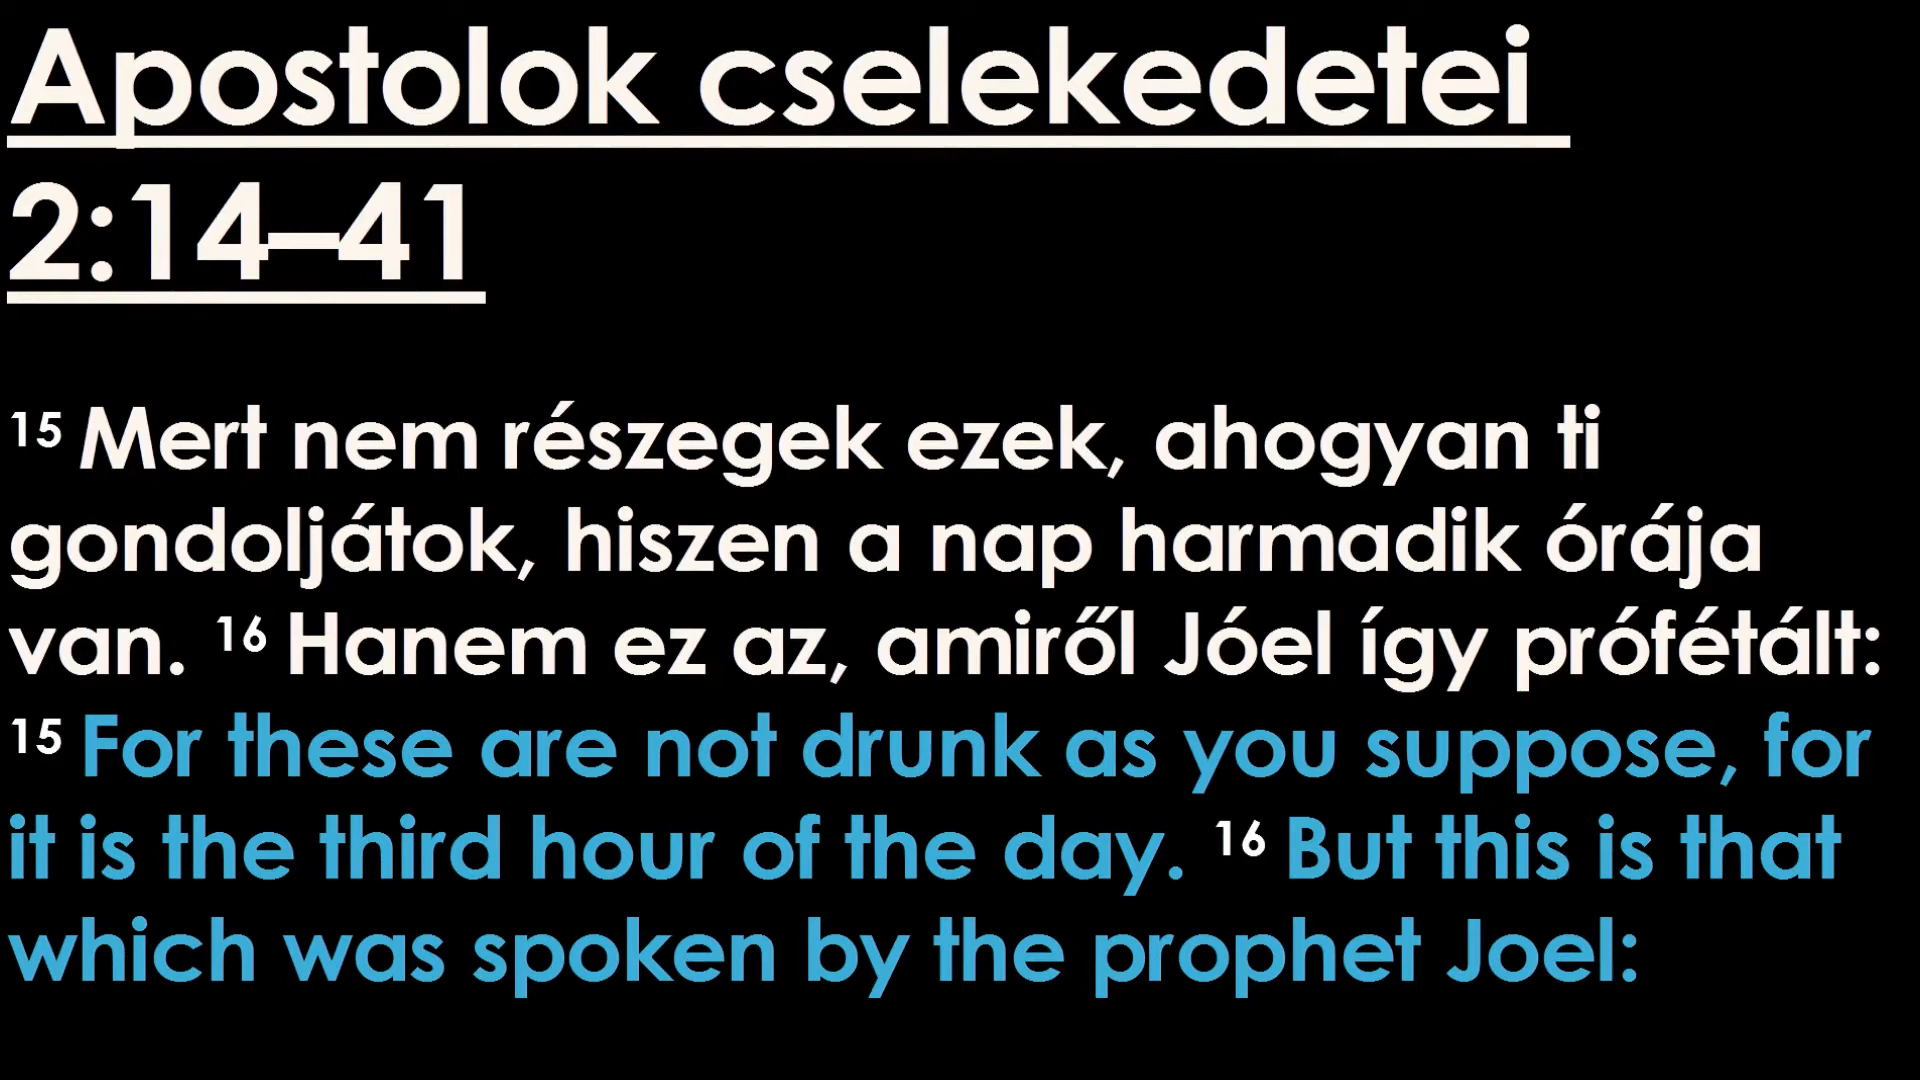 Apostolok cselekedetei
2:14–41
15 Mert nem részegek ezek, ahogyan ti
gondoljátok, hiszen a nap harmadik órája
van. 16 Hanem ez az, amiről Jóel így prófétált:
15 For these are not drunk as you suppose, for
it is the third hour of the day. 16 But this is that
which was spoken by the prophet Joel: